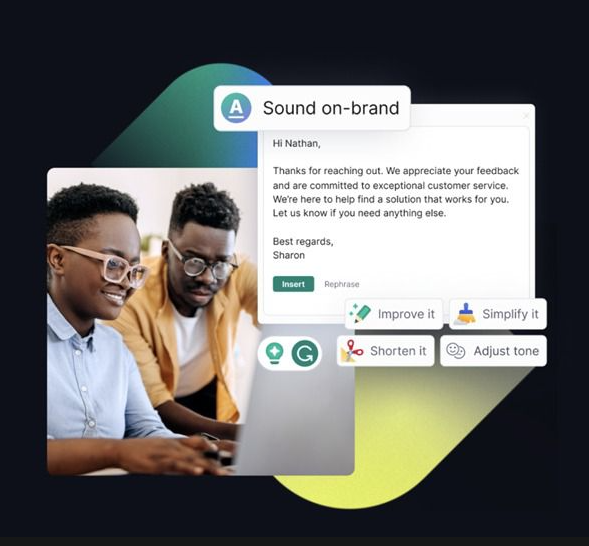 A Sound on-brand
Hi Nathan,
Thanks for reaching out. We appreciate your feedback
and are committed to exceptional customer service.
We're here to help find a solution that works for you.
Let us know if you need anything else.
Best regards,
Sharon
Insert Rephrase
Improve it Simplify it
G Shorten it Adjust tone